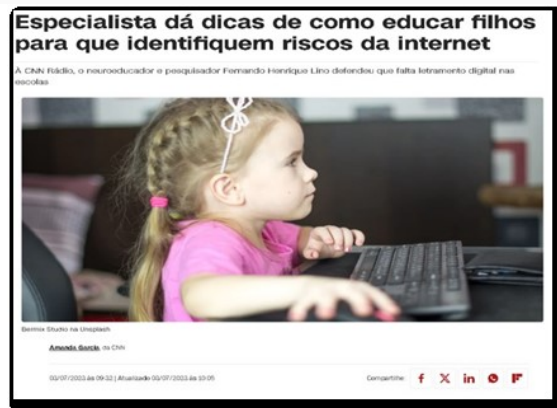 Especialista dá dicas de como educar filhos
para que identifiquem riscos da internet
À CNN Rádio, o neuroeducador e pesquisador Fernando Henrique Lino defendeu que falta letramento digital nas
escolas
Bermix Studio na Unsplash
Amanda Garcia, da CNN
03/07/2023 às 09:32 | Atualizado 03/07/2023 às 10:05
Compartilhe:
f X in